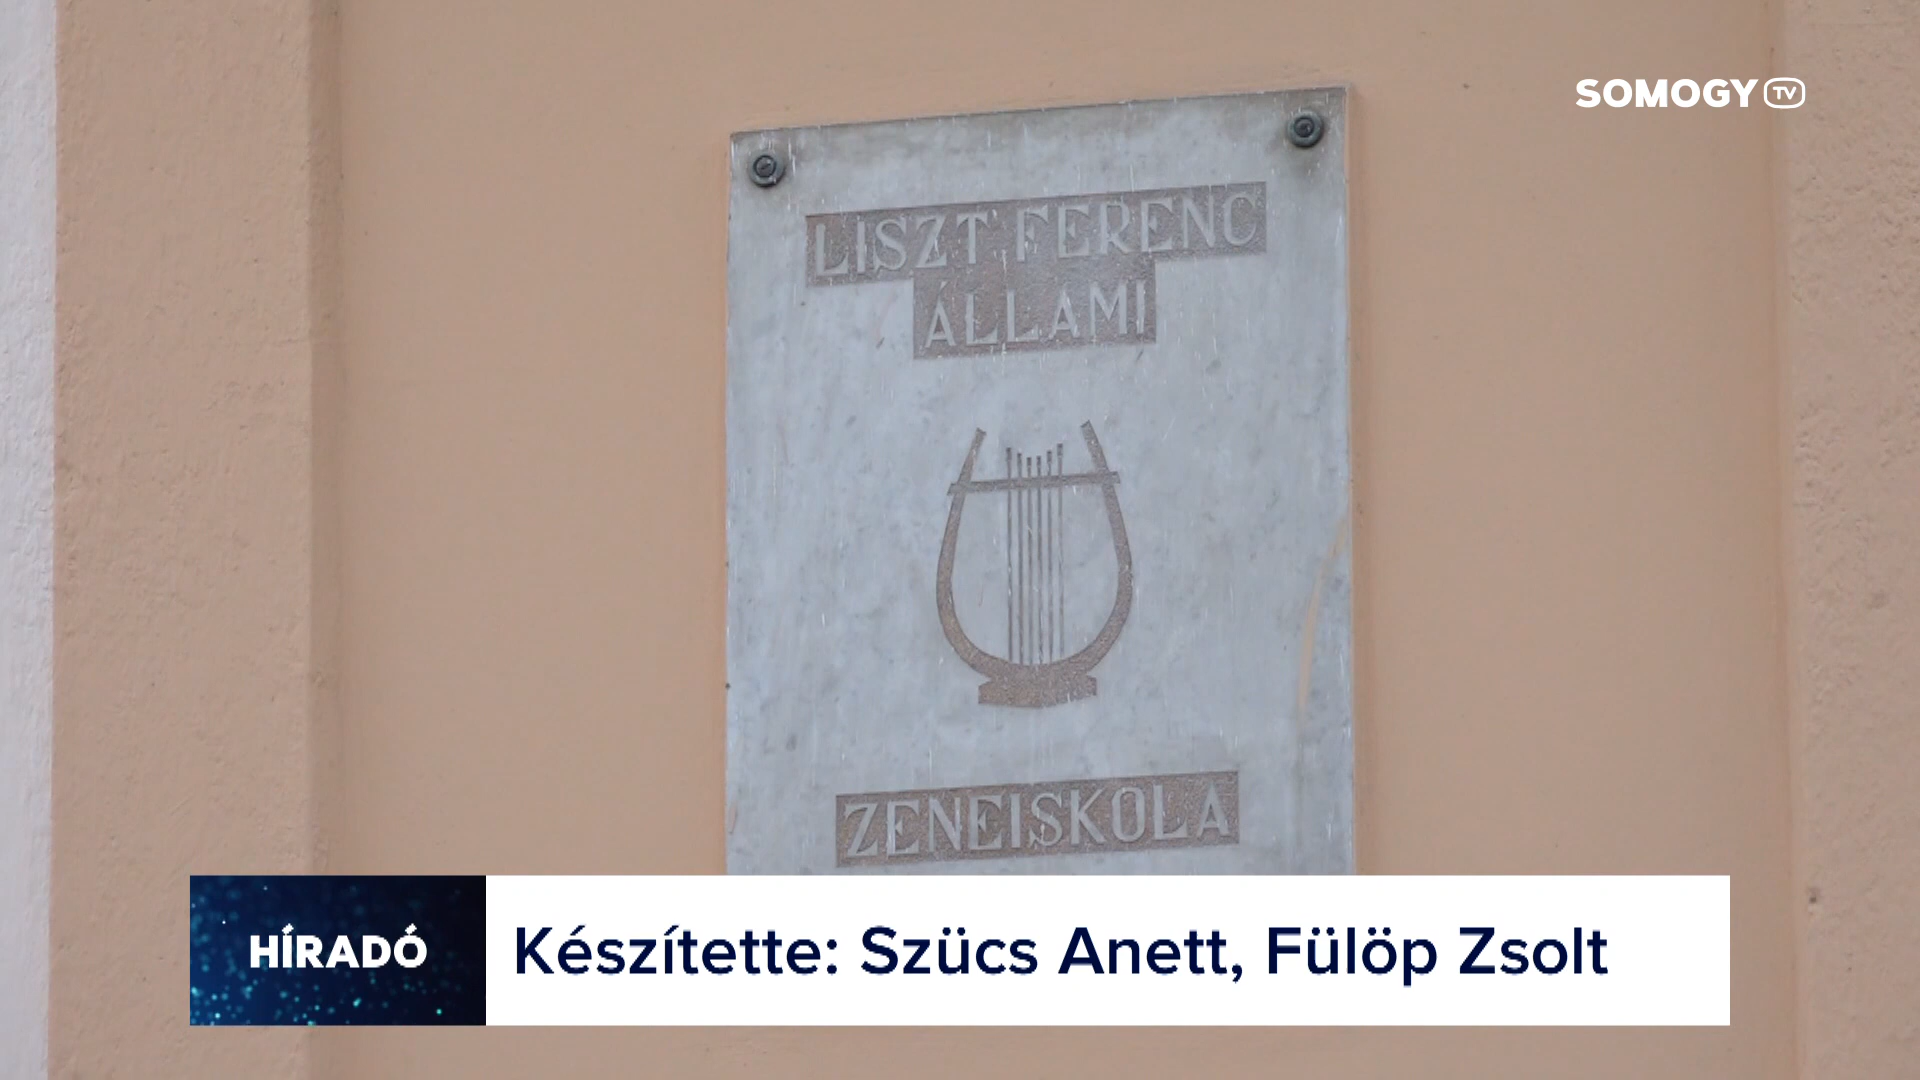 SOMOGY TV
LISZT FERENC
ÁLLAMI
ZENEISKOLA
HÍRADÓ
Készítette: Szücs Anett, Fülöp Zsolt